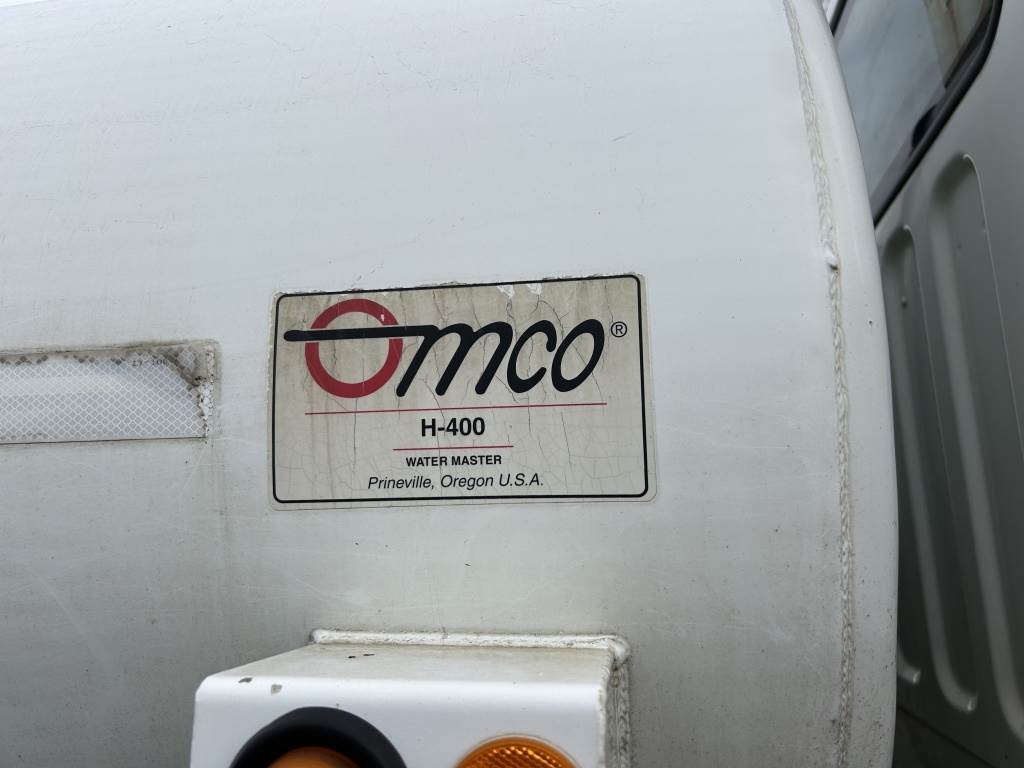 Omco®
H-400
WATER MASTER
Prineville, Oregon U.S.A.